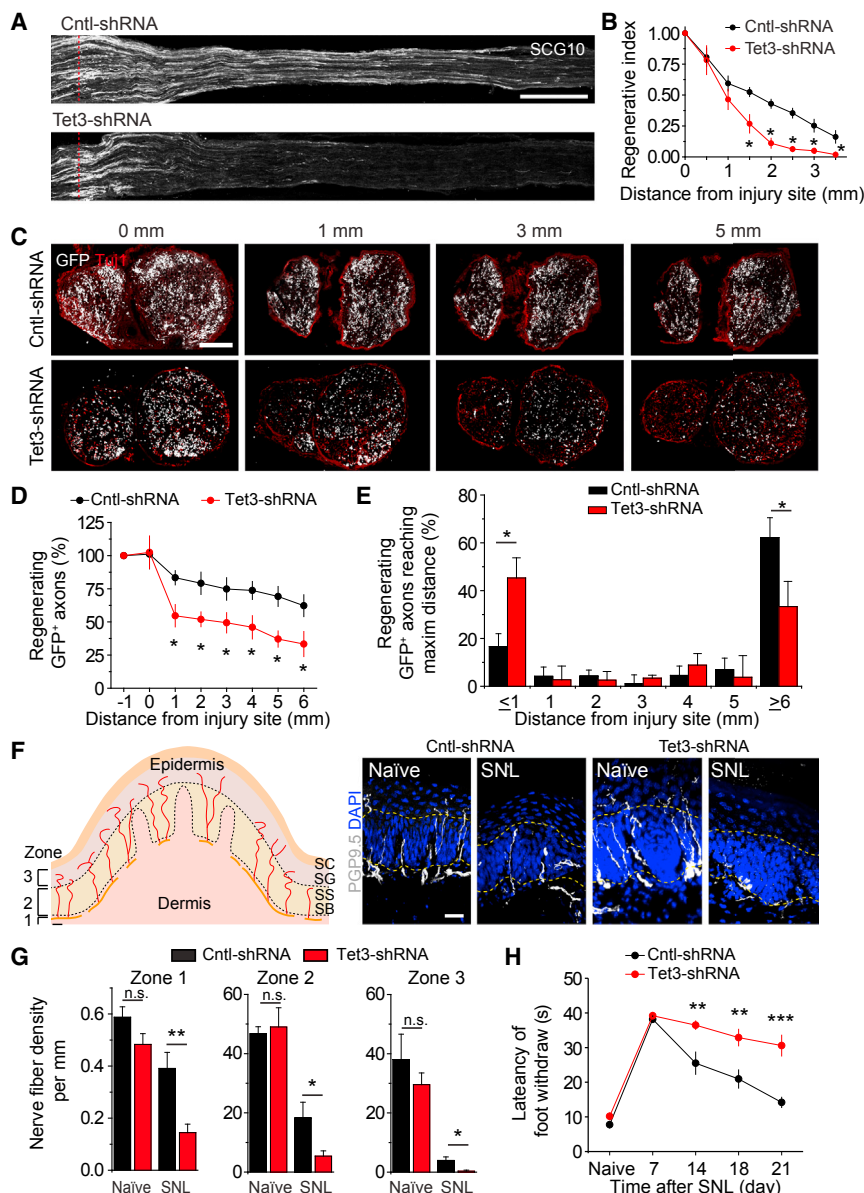 A
Cntl-shRNA
SCG10
Tet3-shRNA
B
Cntl-shRNA
Tet3-shRNA
Regenerative index
1.00
0.75
0.50
0.25
0.00
* * * * *
0 1 2 3
Distance from injury site (mm)
C
0 mm 1 mm 3 mm 5 mm
Cntl-shRNA
GFP Tuj1
Tet3-shRNA
D
Cntl-shRNA Tet3-shRNA
Regenerating
GFP+ axons (%)
125
100
75
50
25
0
* * * * * *
-1 0 1 2 3 4 5 6
Distance from injury site (mm)
E
Cntl-shRNA
Tet3-shRNA
Regenerating
GFP+ axons reaching
maxim distance (%)
80
60
40
20
0
* *
≤1 1 2 3 4 5 ≥6
Distance from injury site (mm)
F
Epidermis
Zone
3
2
1
SC
SG
SS
SB
Dermis
Cntl-shRNA Tet3-shRNA
Naïve SNL Naïve SNL
PGP9.5 DAPI
G
Cntl-shRNA Tet3-shRNA
Zone 1 Zone 2 Zone 3
Nerve fiber density
per mm
0.6
0.4
0.2
0.0
n.s. **
Naïve SNL
60
40
20
0
n.s. *
Naïve SNL
60
40
20
0
n.s. *
Naïve SNL
H
Cntl-shRNA
Tet3-shRNA
Lateancy of
foot withdraw (s)
50
40
30
20
10
0
** ** ***
Naive 7 14 18 21
Time after SNL (day)